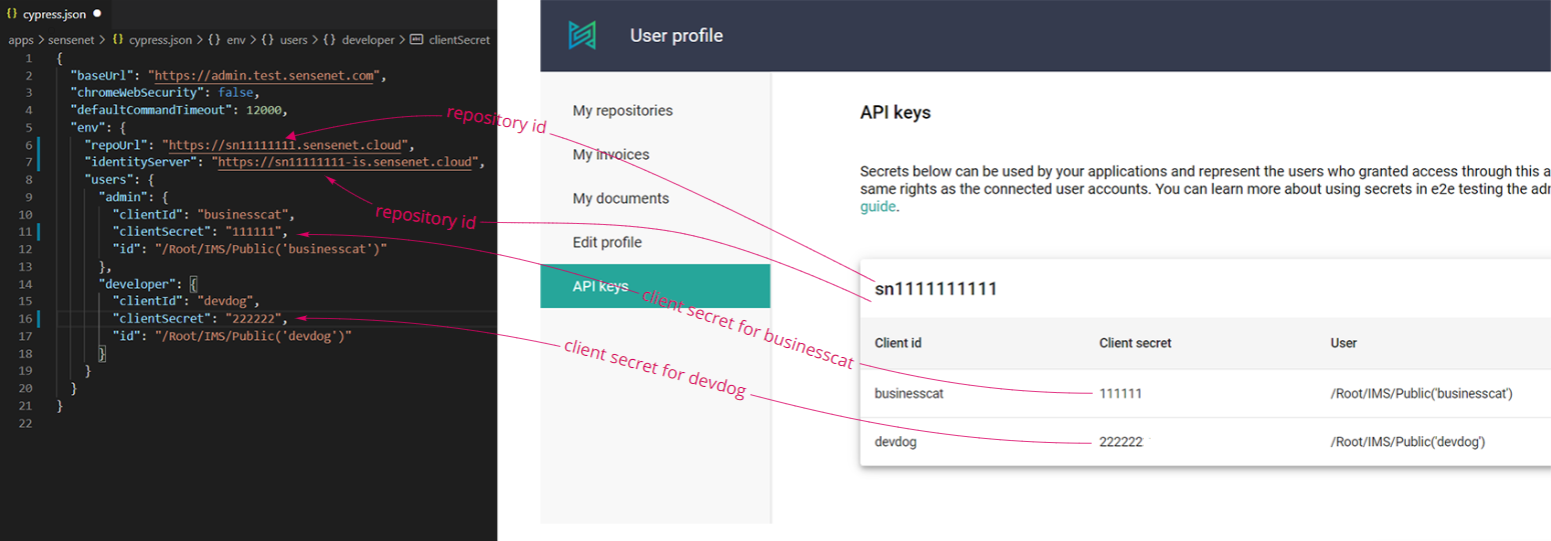 cypress.json
apps > sensenet > {} cypress.json > {} env > {} users > {} developer > abc clientSecret
1 {
2 "baseUrl": "https://admin.test.sensenet.com",
3 "chromeWebSecurity": false,
4 "defaultCommandTimeout": 12000,
5 "env": {
6 "repoUrl": "https://sn11111111.sensenet.cloud",
7 "identityServer": "https://sn11111111-is.sensenet.cloud",
8 "users": {
9 "admin": {
10 "clientId": "businesscat",
11 "clientSecret": "111111",
12 "id": "/Root/IMS/Public('businesscat')"
13 },
14 "developer": {
15 "clientId": "devdog",
16 "clientSecret": "222222",
17 "id": "/Root/IMS/Public('devdog')"
18 }
19 }
20 }
21 }
22
repository id
repository id
client secret for businesscat
client secret for devdog
User profile
My repositories
My invoices
My documents
Edit profile
API keys
API keys
Secrets below can be used by your applications and represent the users who granted access through this a
same rights as the connected user accounts. You can learn more about using secrets in e2e testing the adm
guide.
sn1111111111
Client id Client secret User
businesscat 111111 /Root/IMS/Public('businesscat')
devdog 222222 /Root/IMS/Public('devdog')